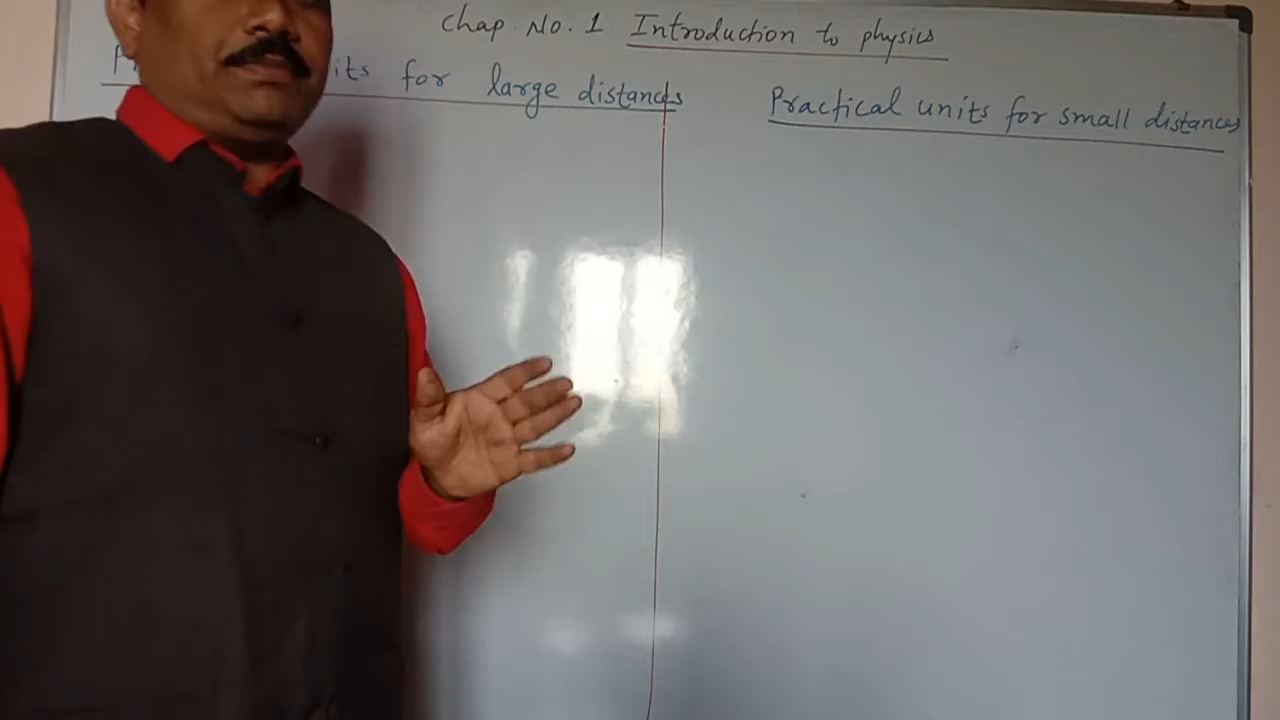 Chap. No. 1 Introduction to physics
its for large distances
Practical units for small distances